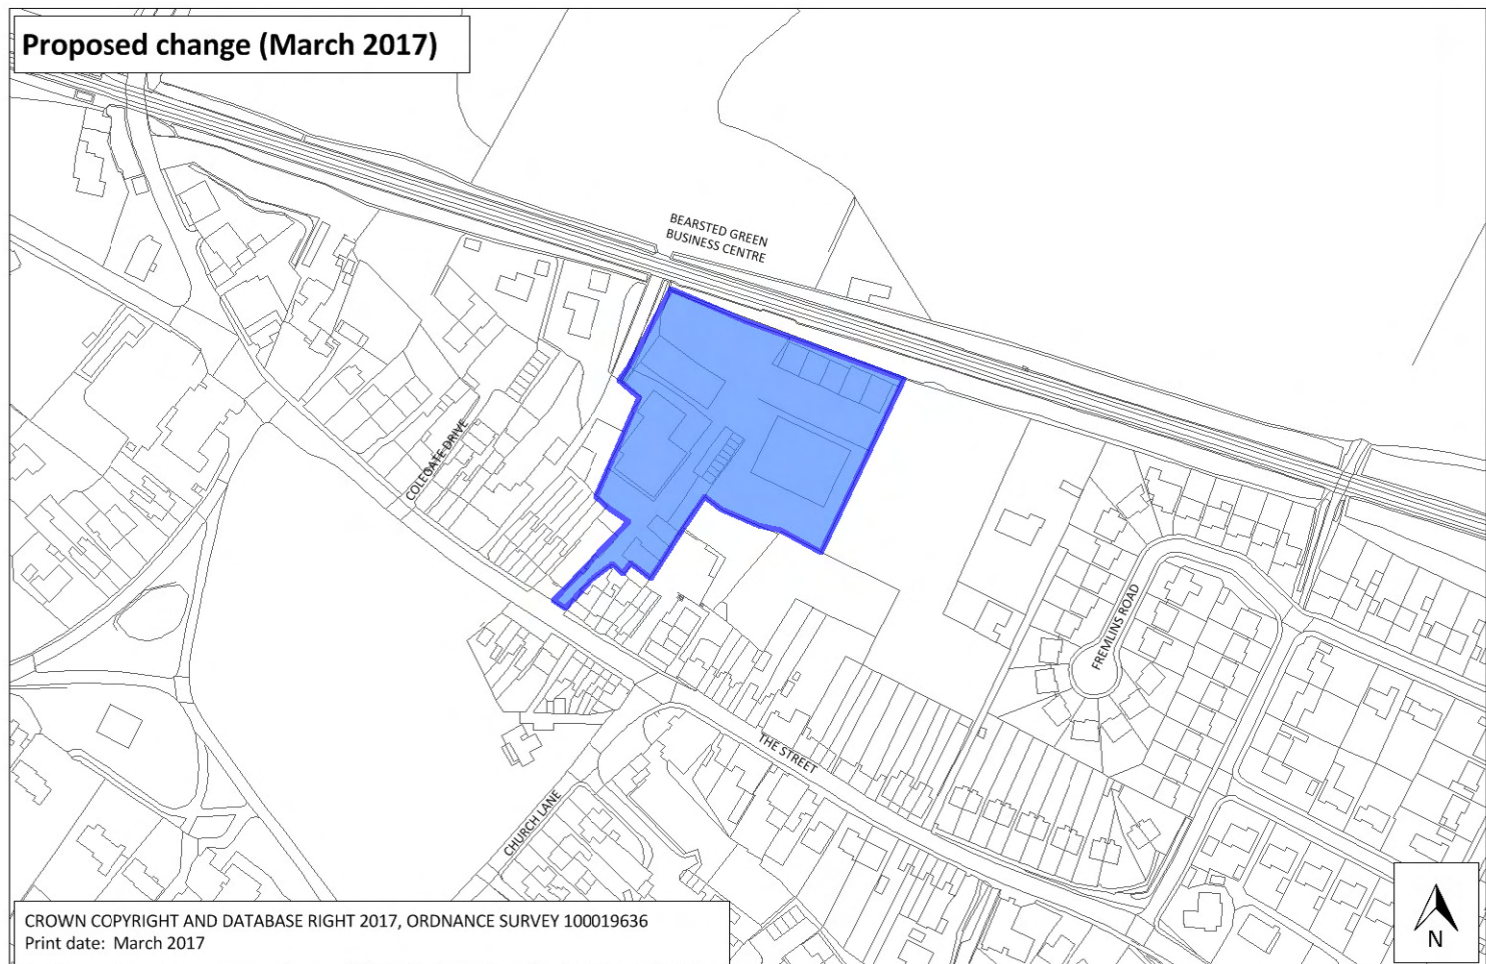 Proposed change (March 2017)
BEARSTED GREEN
BUSINESS CENTRE
COLEGATE DRIVE
FREMLINS ROAD
THE STREET
CHURCH LANE
CROWN COPYRIGHT AND DATABASE RIGHT 2017, ORDNANCE SURVEY 100019636
Print date: March 2017
N